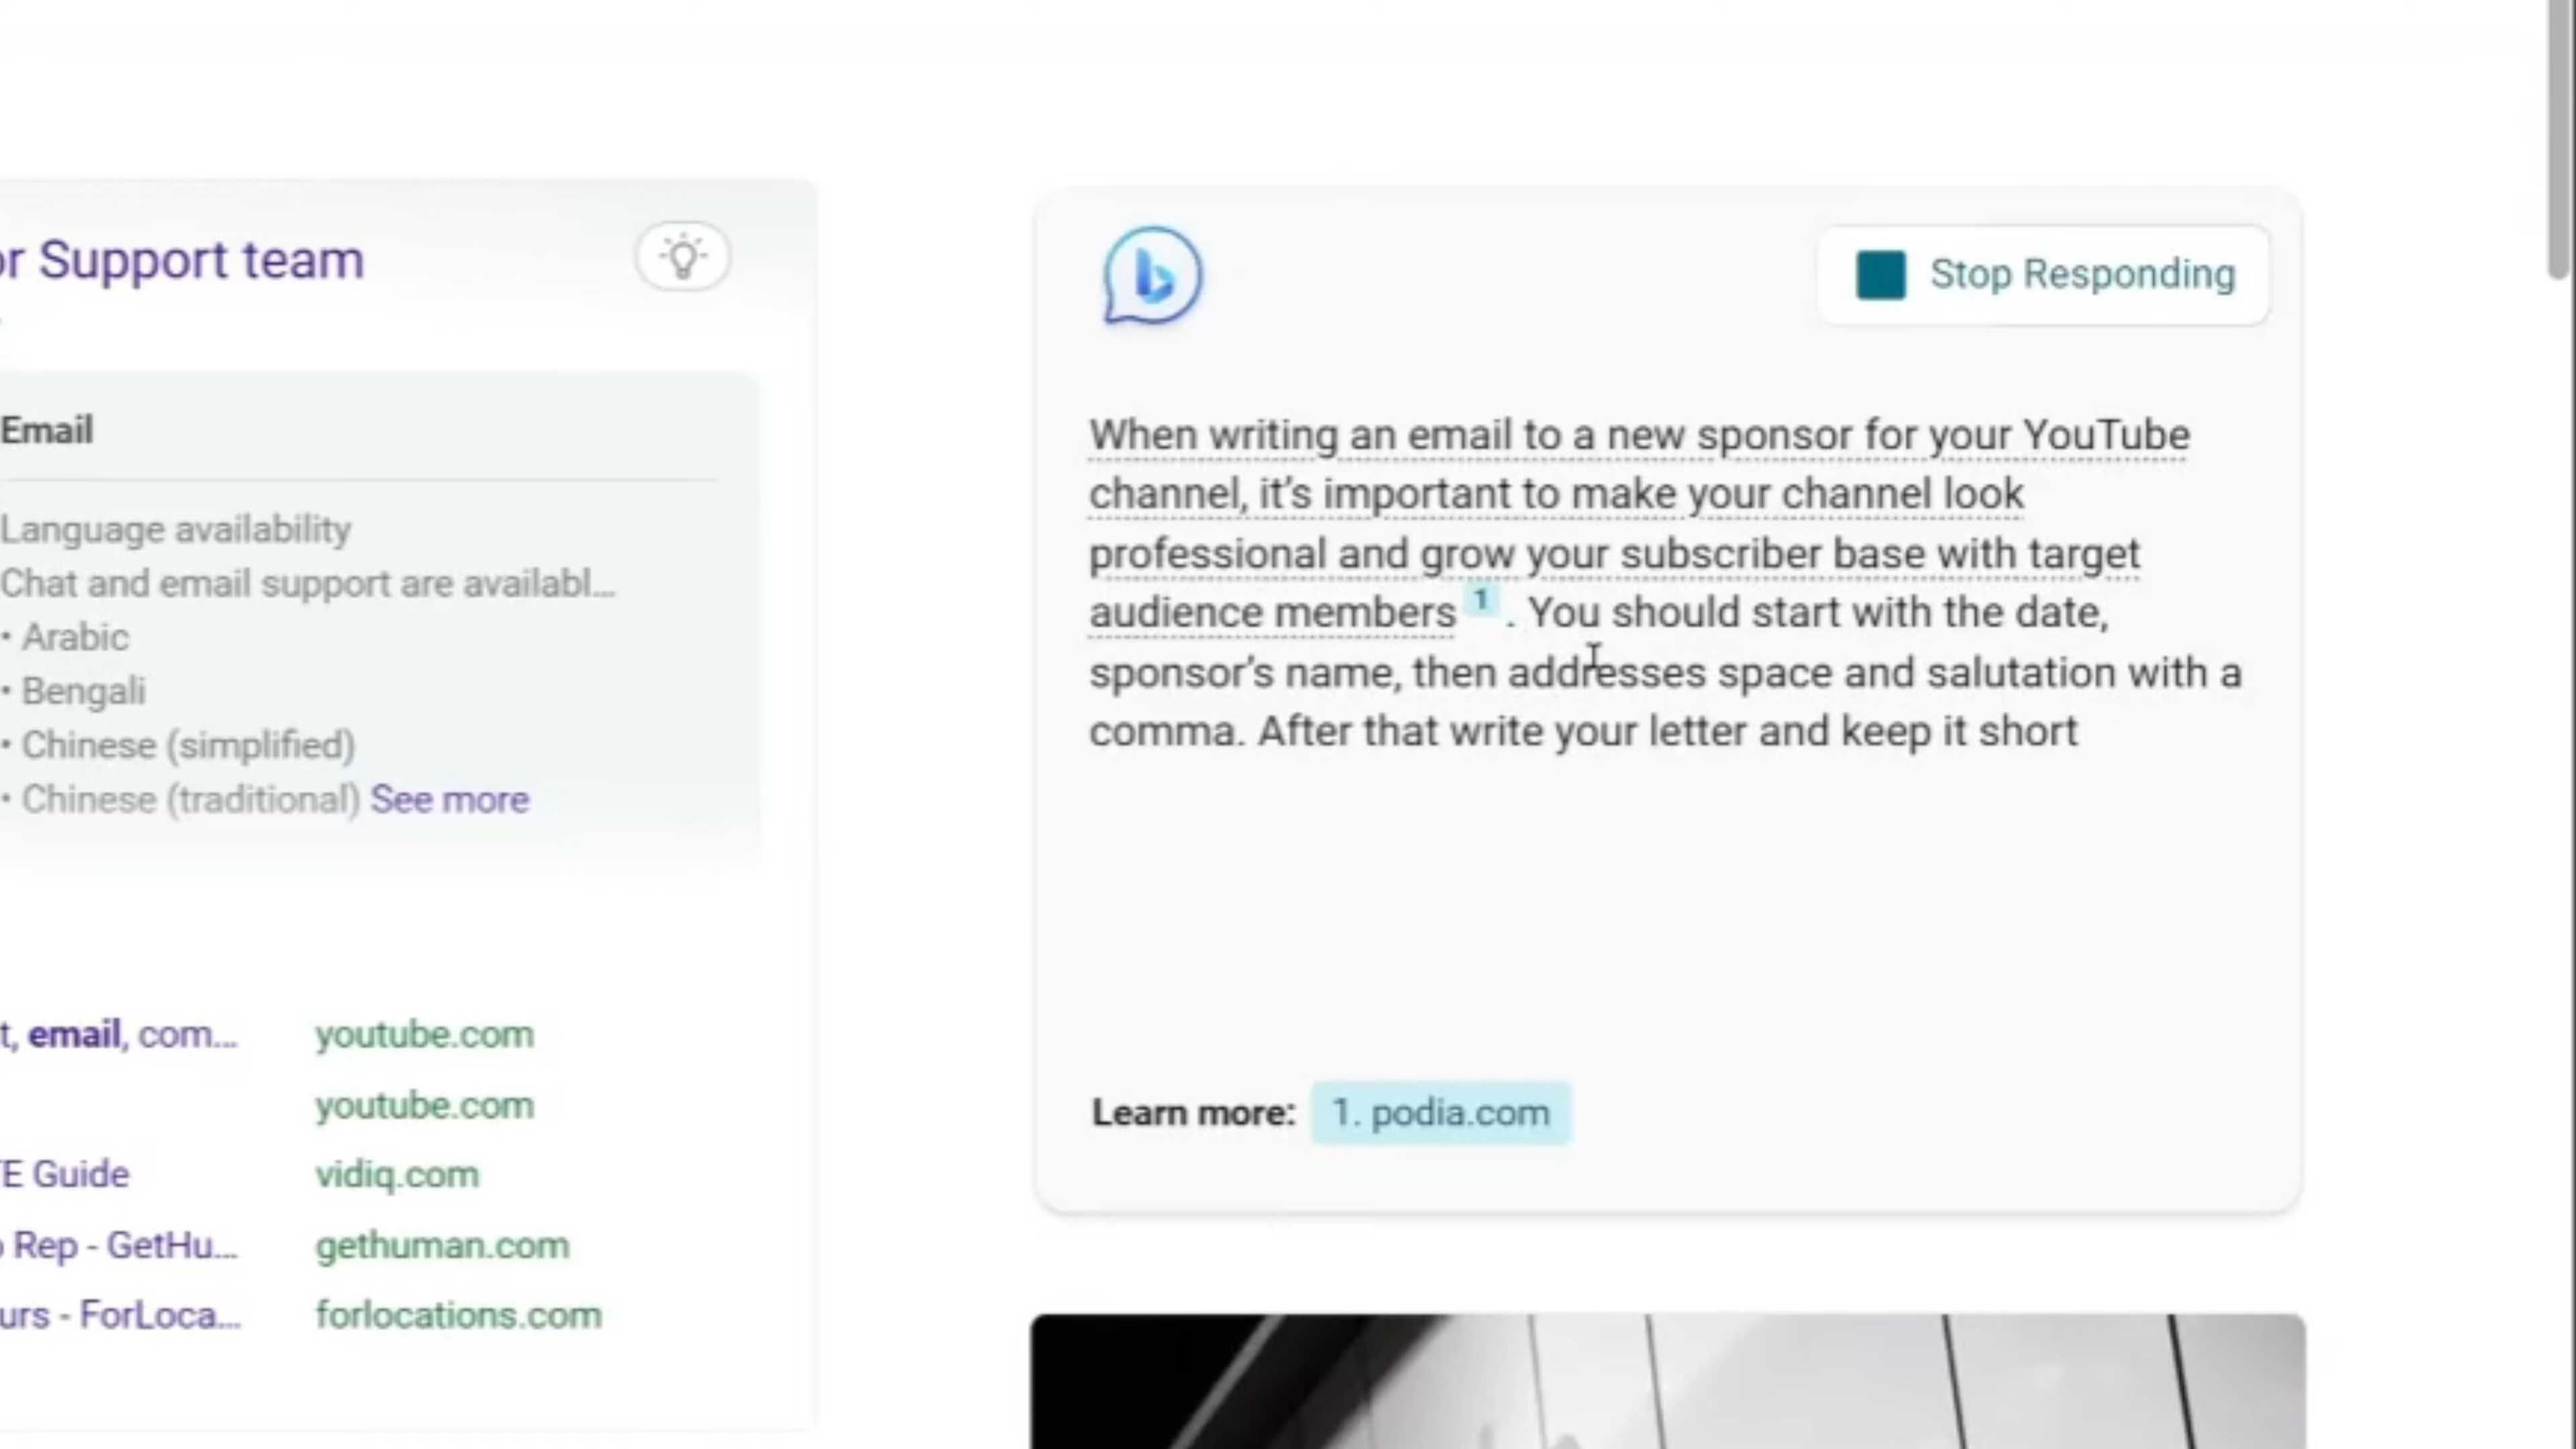 or Support team
Email
Language availability
Chat and email support are availabl...
• Arabic
• Bengali
• Chinese (simplified)
• Chinese (traditional) See more
t, email, com... youtube.com
youtube.com
E Guide vidiq.com
Rep - GetHu... gethuman.com
urs - ForLoca... forlocations.com
Stop Responding
When writing an email to a new sponsor for your YouTube
channel, it's important to make your channel look
professional and grow your subscriber base with target
audience members 1 . You should start with the date,
sponsor's name, then addresses space and salutation with a
comma. After that write your letter and keep it short
Learn more: 1. podia.com